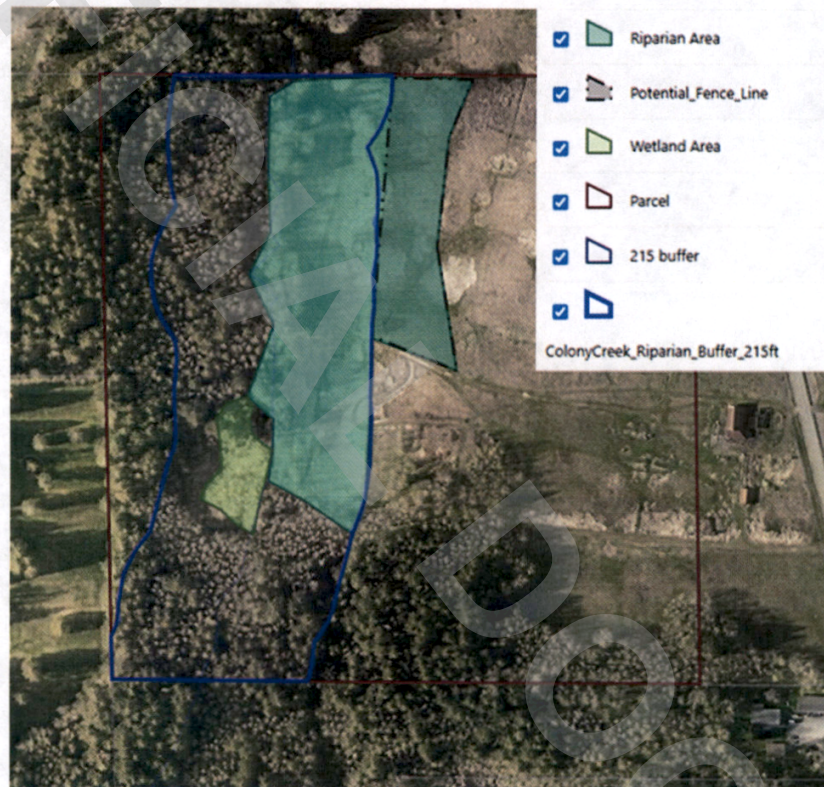 Riparian Area
Potential_Fence_Line
Wetland Area
Parcel
215 buffer
ColonyCreek_Riparian_Buffer_215ft